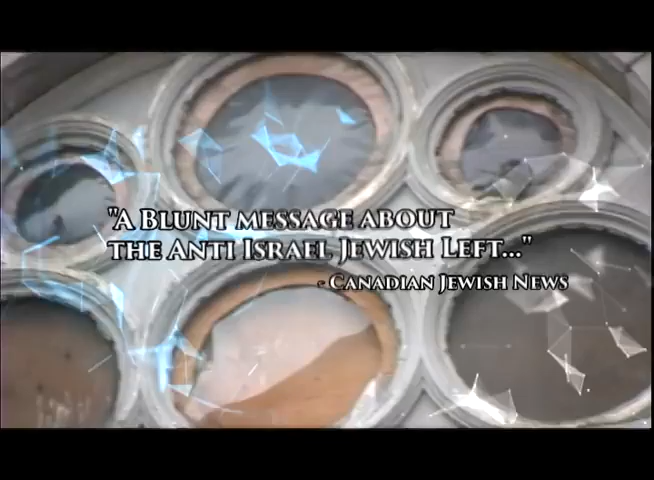 "A Blunt message about
the Anti Israel Jewish Left..."
- Canadian Jewish News